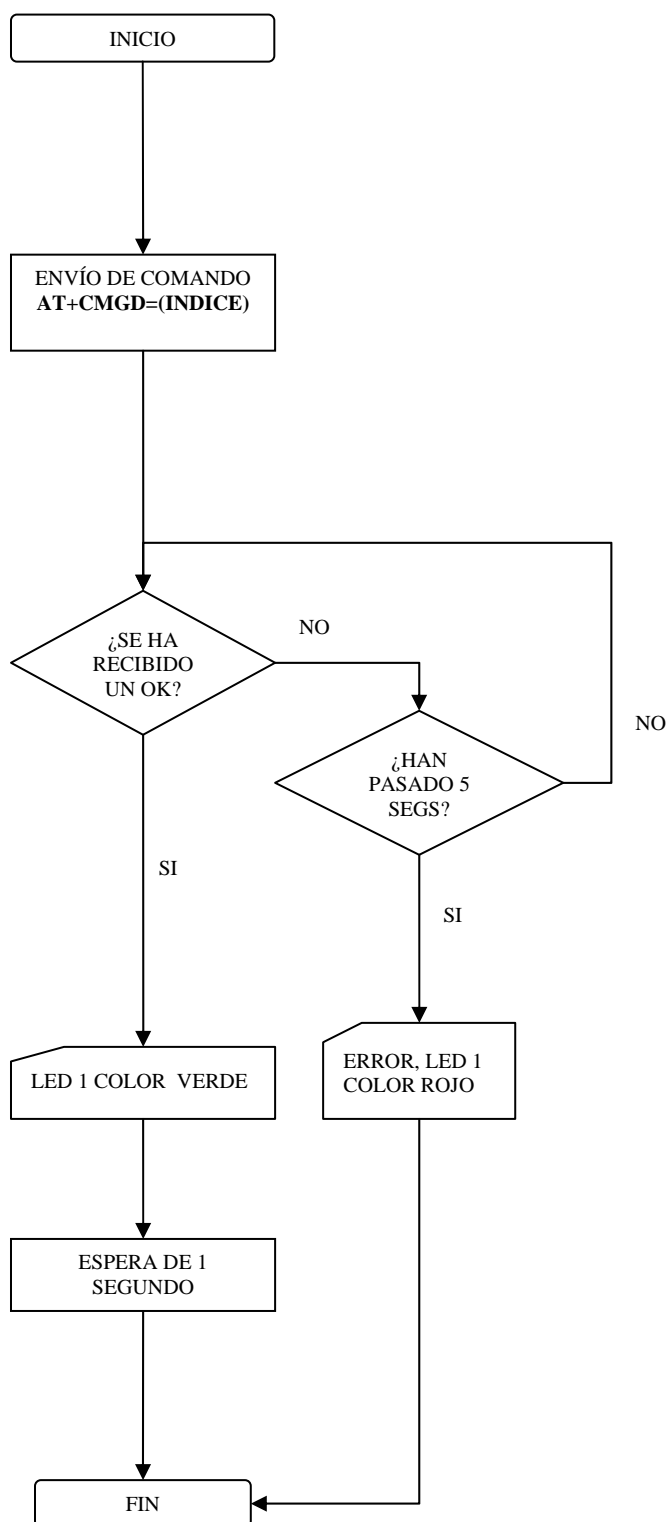 INICIO
ENVÍO DE COMANDO
AT+CMGD=(INDICE)
¿SE HA
RECIBIDO
UN OK?
NO
¿HAN
PASADO 5
SEGS?
NO
SI
SI
ERROR, LED 1
COLOR ROJO
LED 1 COLOR VERDE
ESPERA DE 1
SEGUNDO
FIN